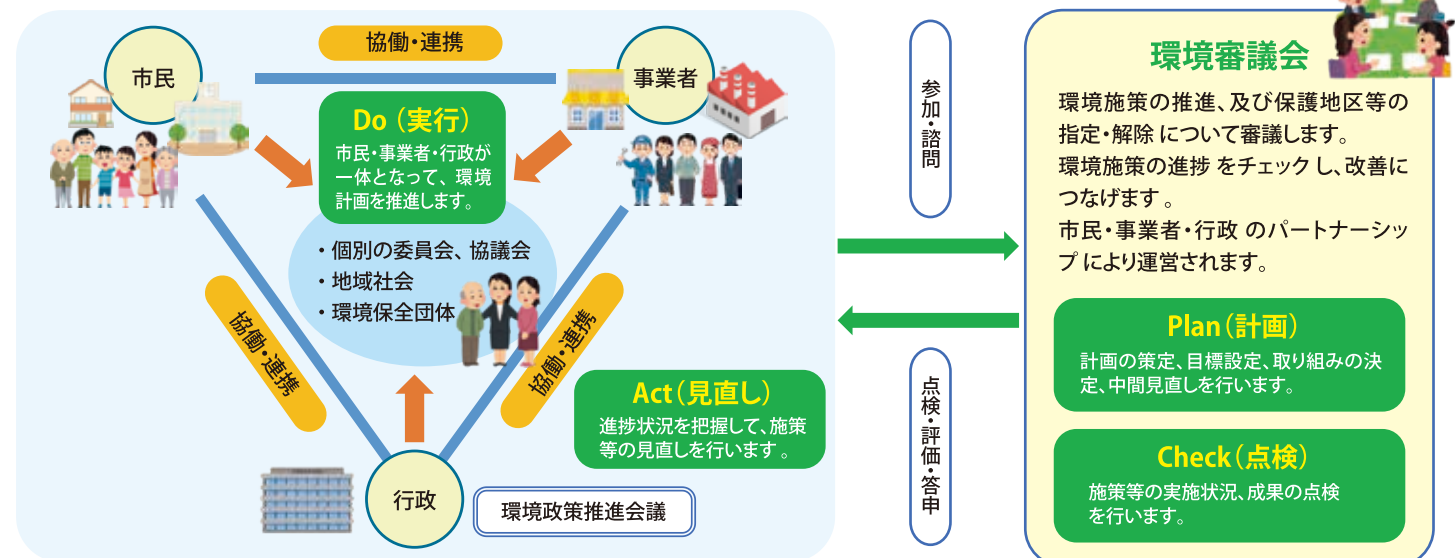 協働・連携
市民
事業者
Do（実行）
市民・事業者・行政が
一体となって、環境
計画を推進します。
・個別の委員会、協議会
・地域社会
・環境保全団体
協働・連携
協働・連携
Act（見直し）
進捗状況を把握して、施策
等の見直しを行います。
行政
環境政策推進会議
参加・諮問
点検・評価・答申
環境審議会
環境施策の推進、及び保護地区等の
指定・解除について審議します。
環境施策の進捗をチェックし、改善に
つなげます。
市民・事業者・行政のパートナーシッ
プにより運営されます。
Plan（計画）
計画の策定、目標設定、取り組みの決
定、中間見直しを行います。
Check（点検）
施策等の実施状況、成果の点検
を行います。